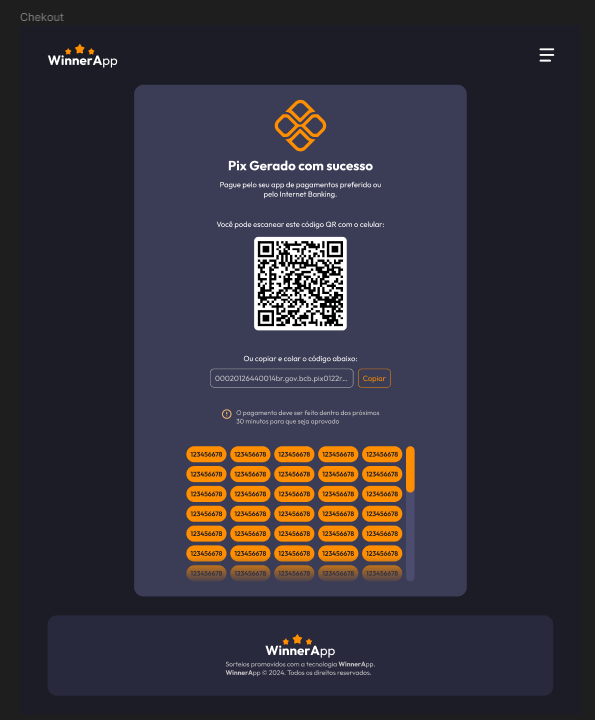 Chekout
WinnerApp
Pix Gerado com sucesso
Pague pelo seu app de pagamentos preferido ou
pelo Internet Banking.
Você pode escanear este código QR com o celular:
Ou copiar e colar o código abaixo:
00020126440014br.gov.bcb.pix0122r... Copiar
O pagamento deve ser feito dentro dos próximos
30 minutos para que seja aprovado
123456678 123456678 123456678 123456678 123456678
123456678 123456678 123456678 123456678 123456678
123456678 123456678 123456678 123456678 123456678
123456678 123456678 123456678 123456678 123456678
123456678 123456678 123456678 123456678 123456678
123456678 123456678 123456678 123456678 123456678
123456678 123456678 123456678 123456678 123456678
WinnerApp
Sorteios promovidos com a tecnologia WinnerApp.
WinnerApp © 2024. Todos os direitos reservados.